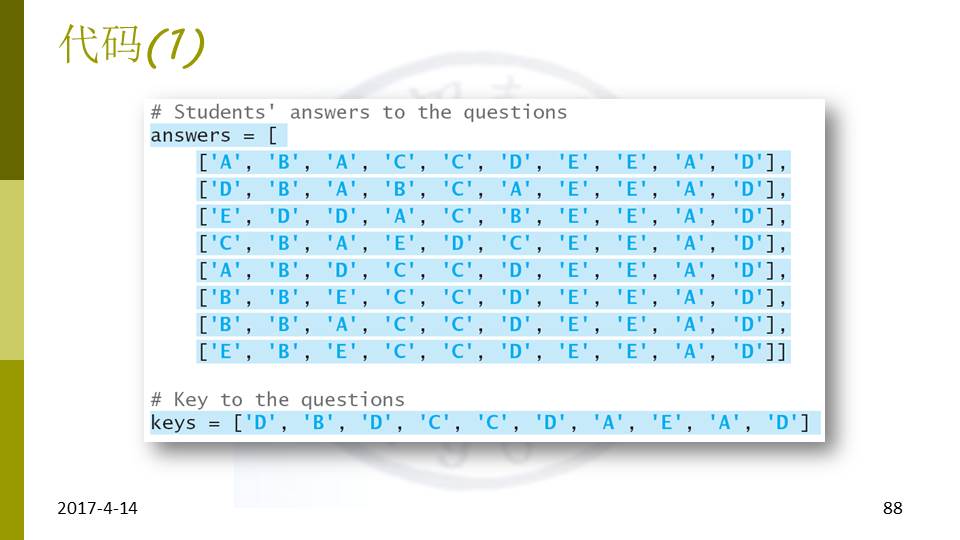 代码(1)
# Students' answers to the questions
answers = [
    ['A', 'B', 'A', 'C', 'C', 'D', 'E', 'E', 'A', 'D'],
    ['D', 'B', 'A', 'B', 'C', 'A', 'E', 'E', 'A', 'D'],
    ['E', 'D', 'D', 'A', 'C', 'B', 'E', 'E', 'A', 'D'],
    ['C', 'B', 'A', 'E', 'D', 'C', 'E', 'E', 'A', 'D'],
    ['A', 'B', 'D', 'C', 'C', 'D', 'E', 'E', 'A', 'D'],
    ['B', 'B', 'E', 'C', 'C', 'D', 'E', 'E', 'A', 'D'],
    ['B', 'B', 'A', 'C', 'C', 'D', 'E', 'E', 'A', 'D'],
    ['E', 'B', 'E', 'C', 'C', 'D', 'E', 'E', 'A', 'D']]
# Key to the questions
keys = ['D', 'B', 'D', 'C', 'C', 'D', 'A', 'E', 'A', 'D']
2017-4-14
88